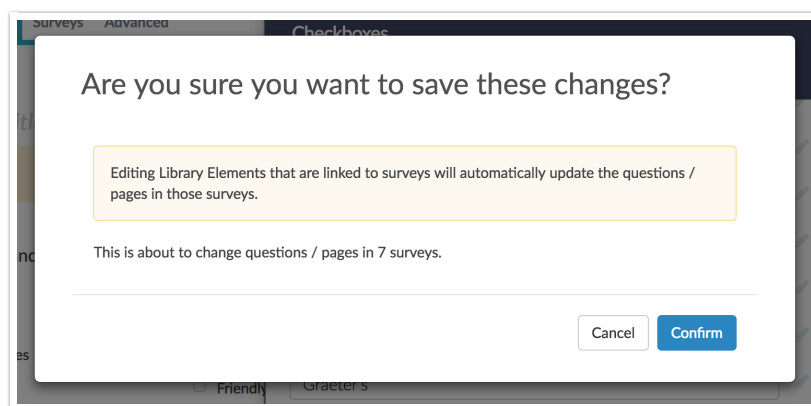 Surveys Advanced
Checkboxes
Are you sure you want to save these changes?
Editing Library Elements that are linked to surveys will automatically update the questions /
pages in those surveys.
This is about to change questions / pages in 7 surveys.
Cancel Confirm
Friendly
Graeter's